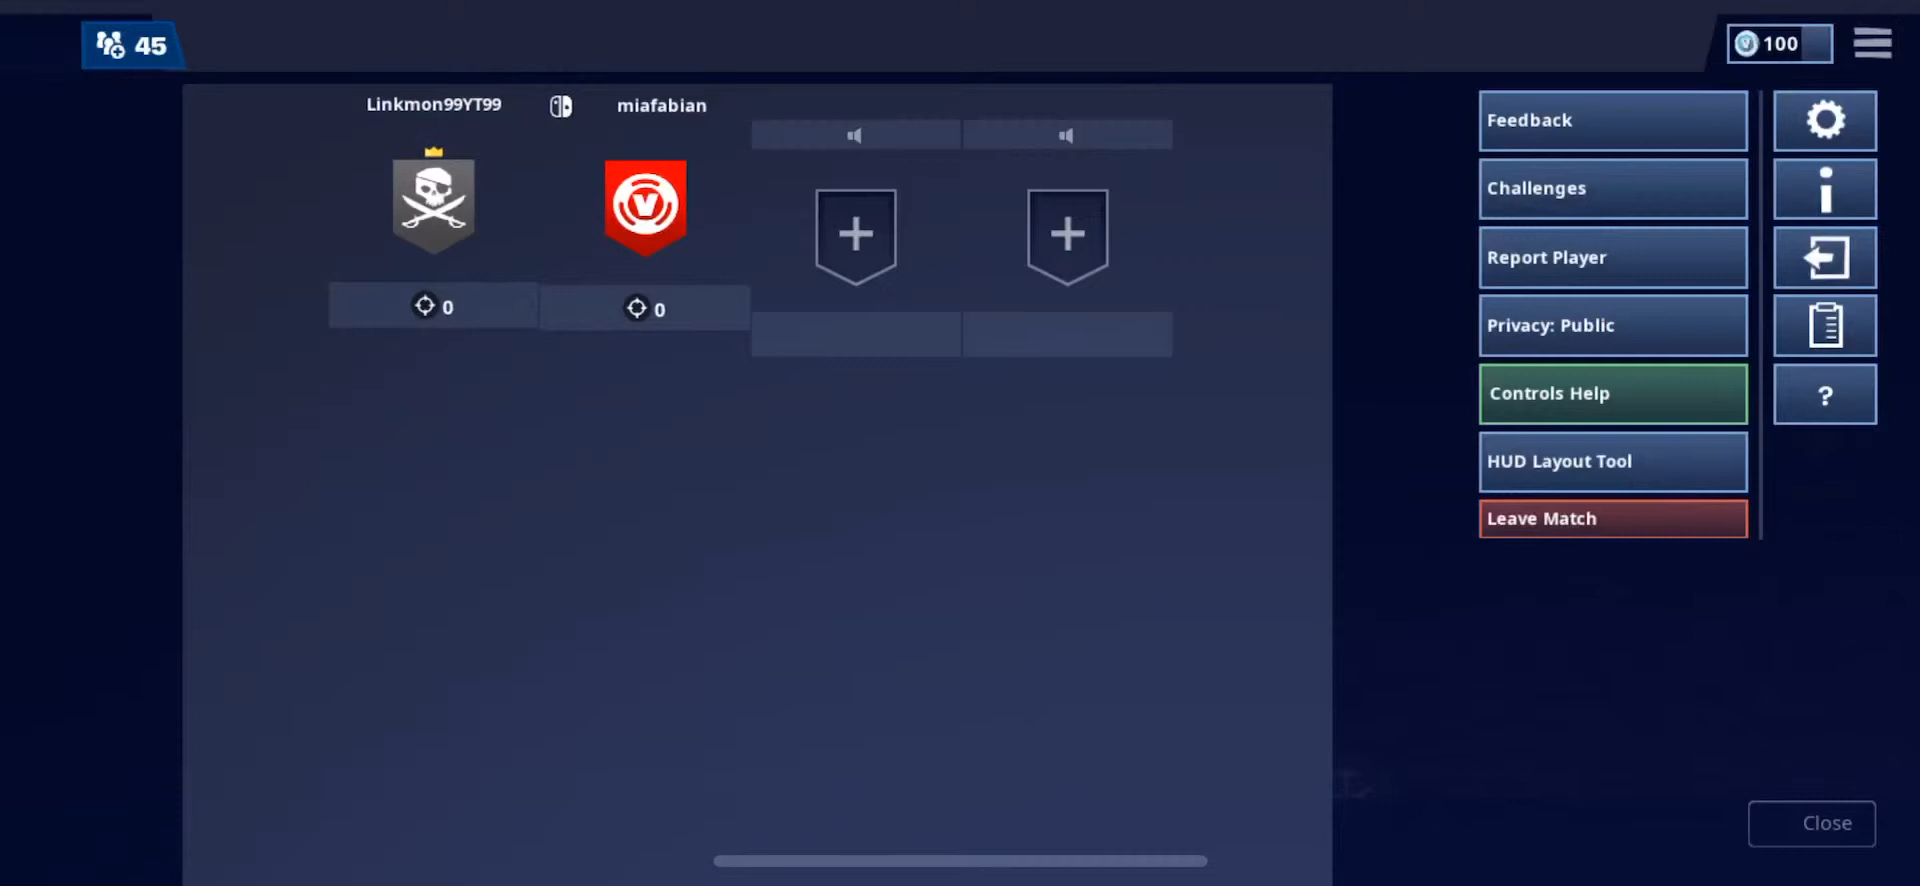 45
100
Linkmon99YT99
miafabian
V
0
0
Feedback
Challenges
Report Player
Privacy: Public
Controls Help
?
HUD Layout Tool
Leave Match
Close